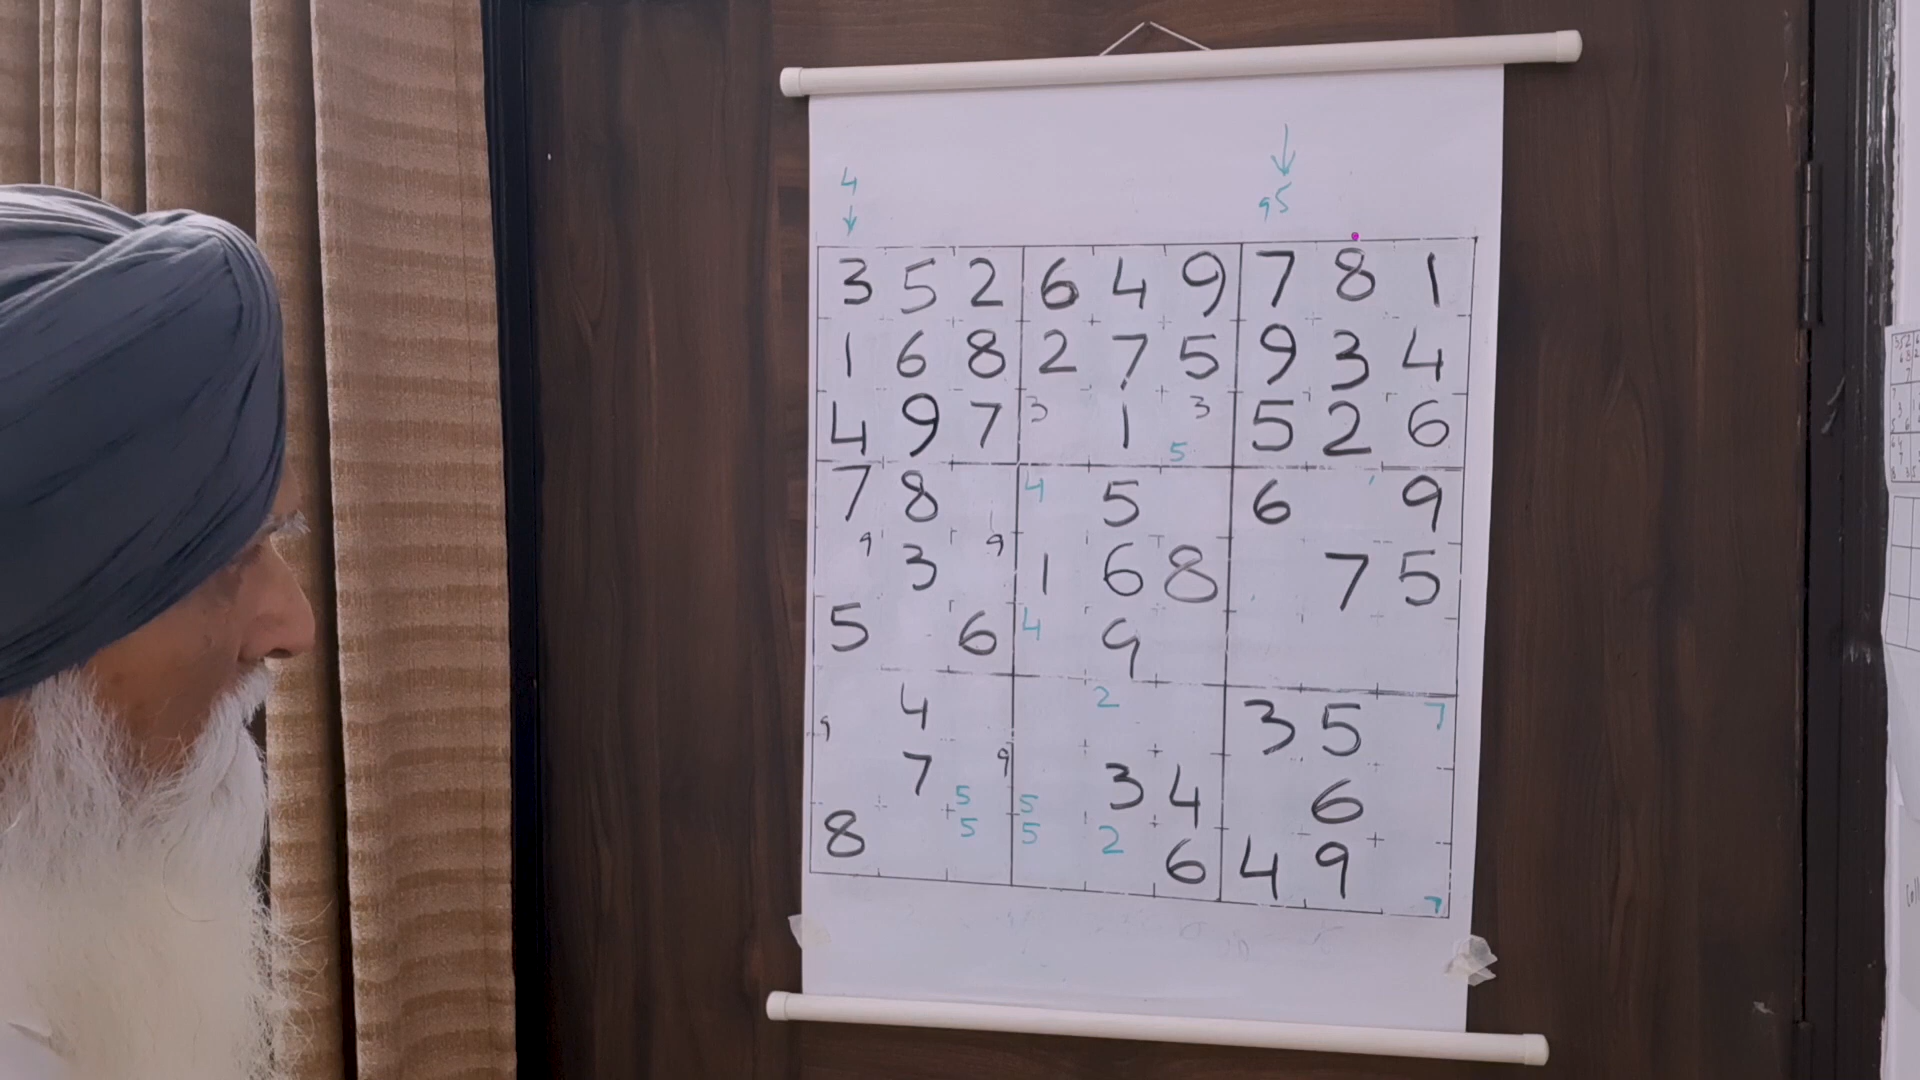 4
95
3 5 2 6 4 9 7 8 1
1 6 8 2 7 5 9 3 4
4 9 7 3 1 3 5 5 2 6
7 8 4 5 6 9
9 3 9 1 6 8 7 5
5 6 4 9
9 4 2 3 5 7
7 9 5 5 3 4 6
8 5 5 2 6 4 9 7